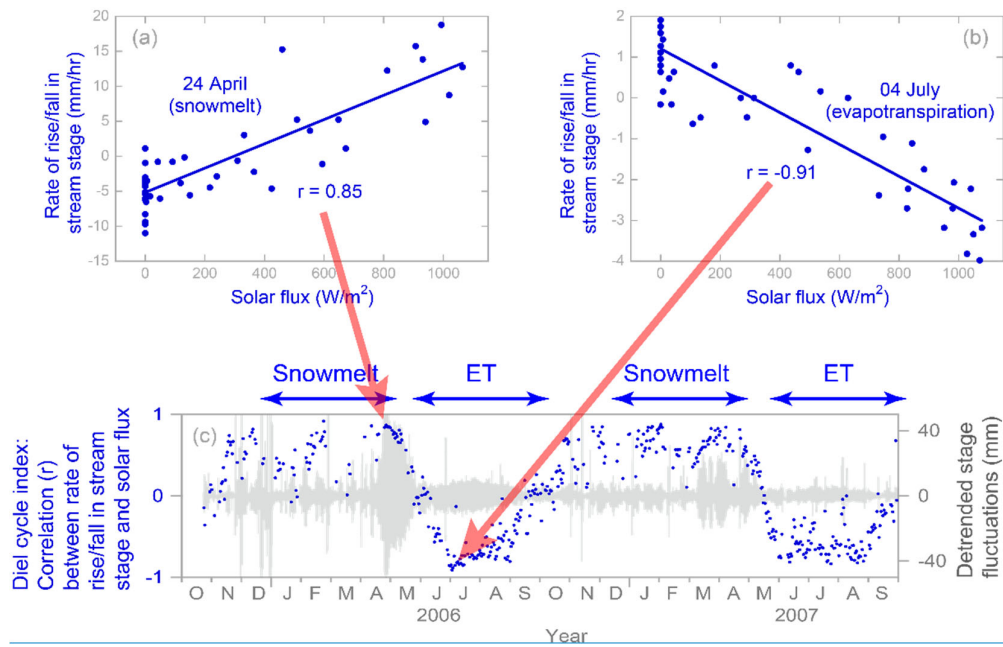 (a)
24 April
(snowmelt)
r = 0.85
Rate of rise/fall in
stream stage (mm/hr)
20
15
10
5
0
-5
-10
-15
0 200 400 600 800 1000
Solar flux (W/m²)
(b)
04 July
(evapotranspiration)
r = -0.91
Rate of rise/fall in
stream stage (mm/hr)
2
1
0
-1
-2
-3
-4
0 200 400 600 800 1000
Solar flux (W/m²)
Snowmelt ET Snowmelt ET
(c)
Diel cycle index:
Correlation (r)
between rate of
rise/fall in stream
stage and solar flux
1
0
-1
40
0
-40
Detrended stage
fluctuations (mm)
O N D J F M A M J J A S O N D J F M A M J J A S
2006 2007
Year